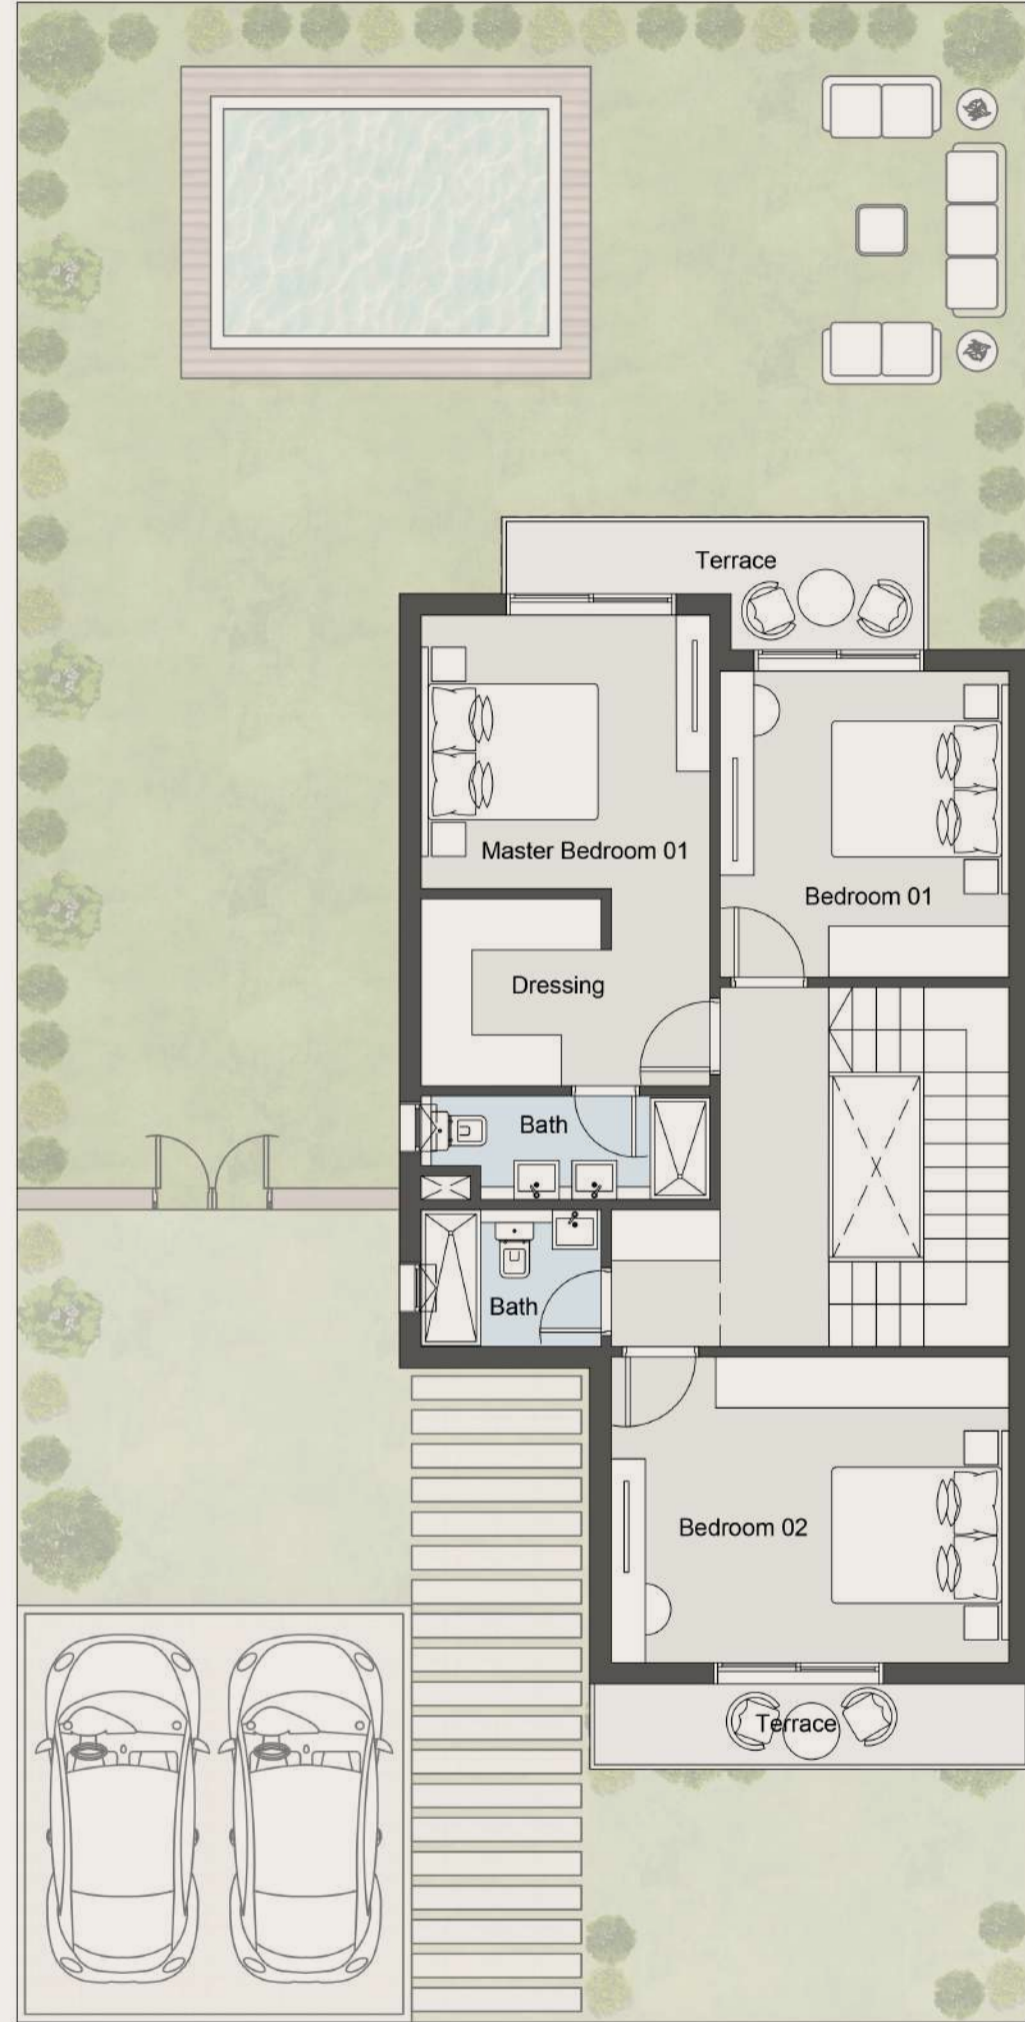 Terrace
Master Bedroom 01
Bedroom 01
Dressing
Bath
Bath
Bedroom 02
Terrace